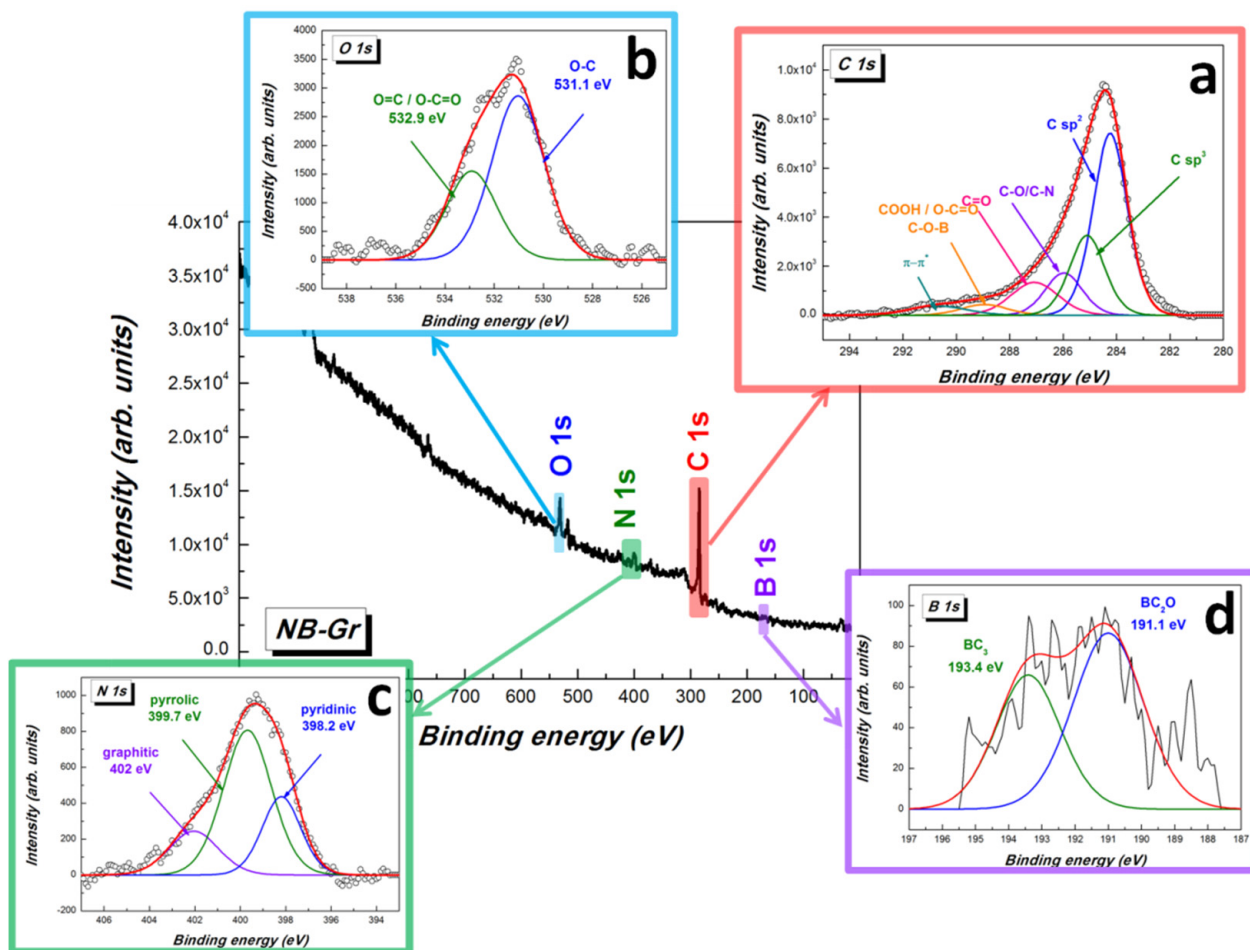 O 1s
b
O-C
531.1 eV
O=C / O-C=O
532.9 eV
4000
3500
3000
2500
2000
1500
1000
500
0
-500
538
536
534
532
530
528
526
Intensity (arb. units)
Binding energy (eV)
C 1s
a
C sp²
C sp³
C-O/C-N
C=O
COOH / O-C=O
C-O-B
π-π*
1.0x10⁴
8.0x10³
6.0x10³
4.0x10³
2.0x10³
0.0
294
292
290
288
286
284
282
280
Intensity (arb. units)
Binding energy (eV)
4.0x10⁴
3.5x10⁴
3.0x10⁴
2.5x10⁴
2.0x10⁴
1.5x10⁴
1.0x10⁴
5.0x10³
0.0
Intensity (arb. units)
O 1s
N 1s
C 1s
B 1s
NB-Gr
700
600
500
400
300
200
100
Binding energy (eV)
N 1s
c
pyrrolic
399.7 eV
pyridinic
398.2 eV
graphitic
402 eV
1000
800
600
400
200
0
-200
406
404
402
400
398
396
394
Intensity (arb. units)
Binding energy (eV)
B 1s
d
BC₂O
191.1 eV
BC₃
193.4 eV
100
80
60
40
20
0
197
196
195
194
193
192
191
190
189
188
187
Intensity (arb. units)
Binding energy (eV)